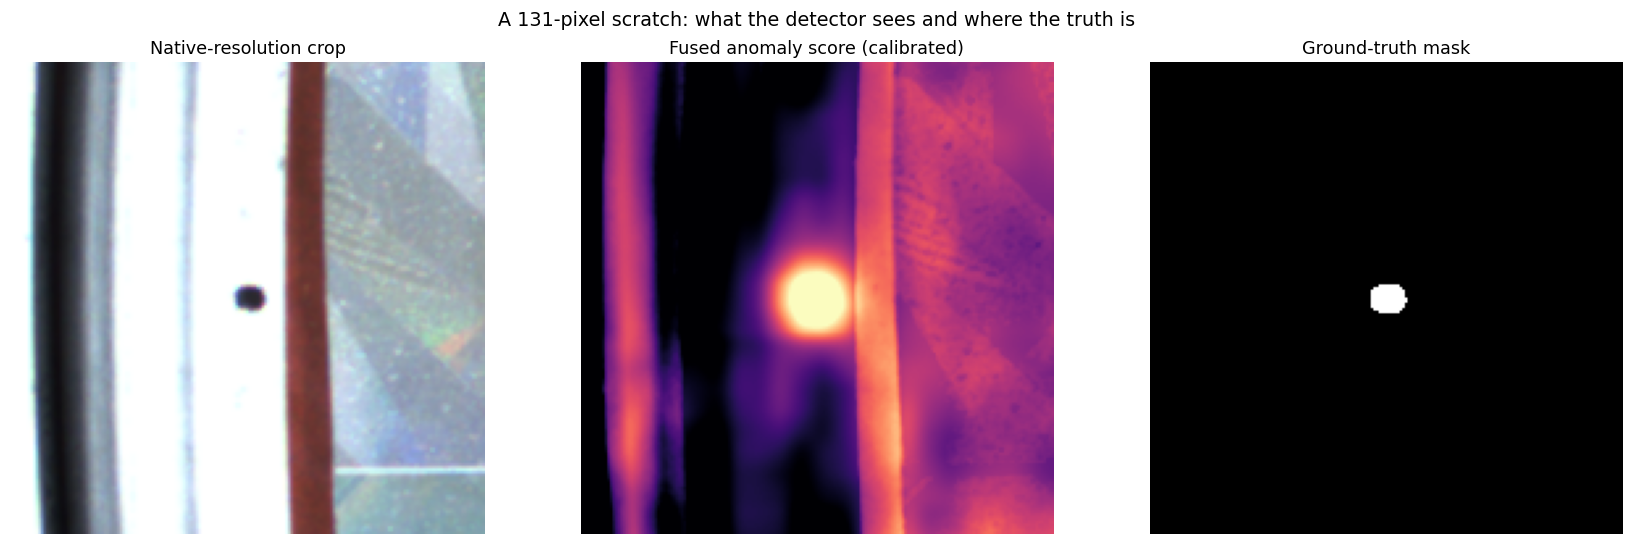 A 131-pixel scratch: what the detector sees and where the truth is
Native-resolution crop
Fused anomaly score (calibrated)
Ground-truth mask